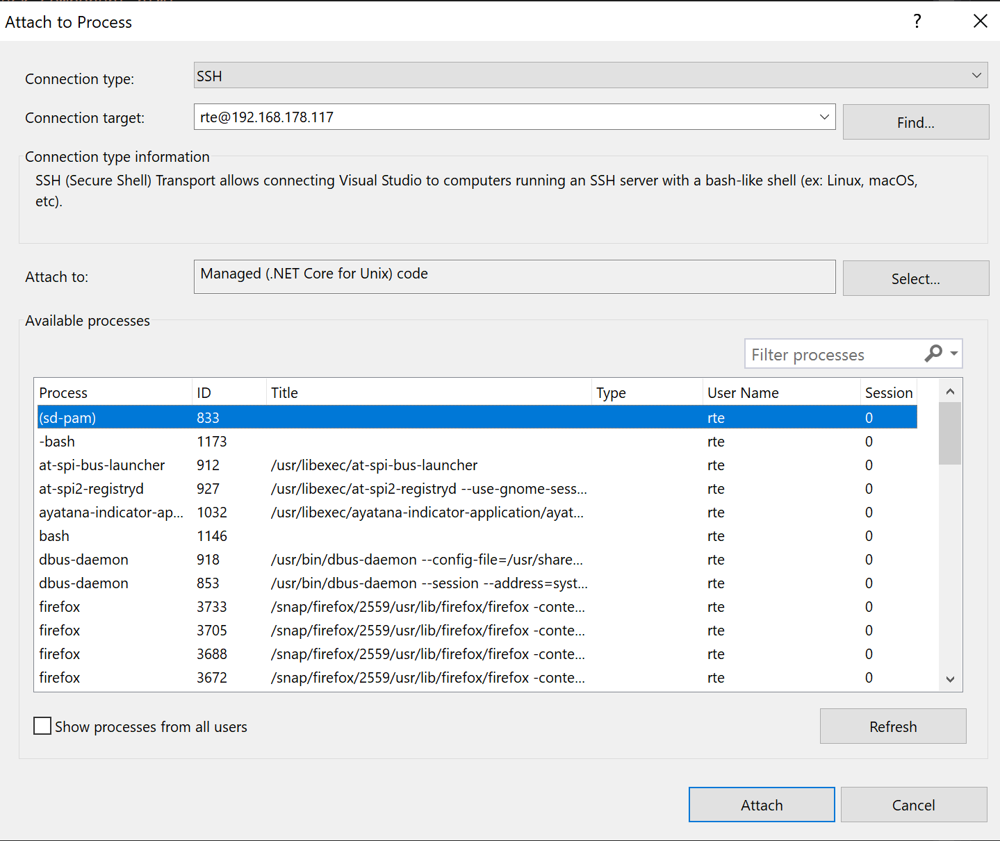 Attach to Process
?
Connection type:
SSH
Connection target:
rte@192.168.178.117
Find...
Connection type information
SSH (Secure Shell) Transport allows connecting Visual Studio to computers running an SSH server with a bash-like shell (ex: Linux, macOS,
etc).
Attach to:
Managed (.NET Core for Unix) code
Select...
Available processes
Filter processes
Process ID Title Type User Name Session
(sd-pam) 833 rte 0
-bash 1173 rte 0
at-spi-bus-launcher 912 /usr/libexec/at-spi-bus-launcher rte 0
at-spi2-registryd 927 /usr/libexec/at-spi2-registryd --use-gnome-sess... rte 0
ayatana-indicator-ap... 1032 /usr/libexec/ayatana-indicator-application/ayat... rte 0
bash 1146 rte 0
dbus-daemon 918 /usr/bin/dbus-daemon --config-file=/usr/share... rte 0
dbus-daemon 853 /usr/bin/dbus-daemon --session --address=syst... rte 0
firefox 3733 /snap/firefox/2559/usr/lib/firefox/firefox -conte... rte 0
firefox 3705 /snap/firefox/2559/usr/lib/firefox/firefox -conte... rte 0
firefox 3688 /snap/firefox/2559/usr/lib/firefox/firefox -conte... rte 0
firefox 3672 /snap/firefox/2559/usr/lib/firefox/firefox -conte... rte 0
Show processes from all users
Refresh
Attach
Cancel